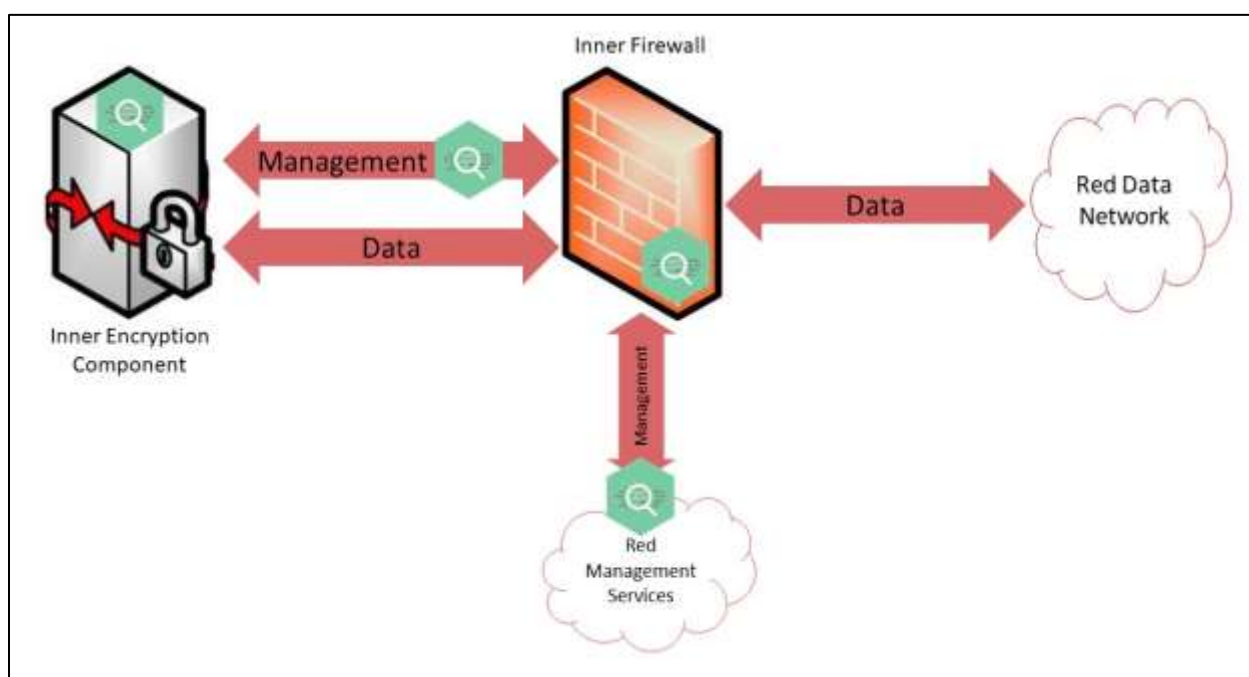 Inner Firewall
Management
Data
Data
Red Data
Network
Inner Encryption
Component
Management
Red
Management
Services